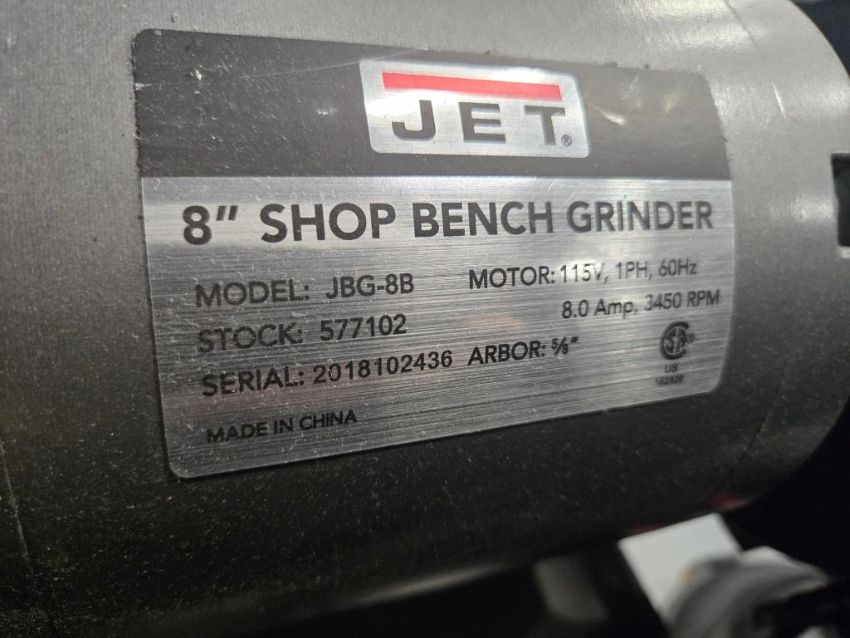 JET®
8" SHOP BENCH GRINDER
MODEL: JBG-8B
MOTOR: 115V, 1PH, 60Hz
8.0 Amp, 3450 RPM
STOCK: 577102
SERIAL: 2018102436
ARBOR: 5/8"
MADE IN CHINA
US